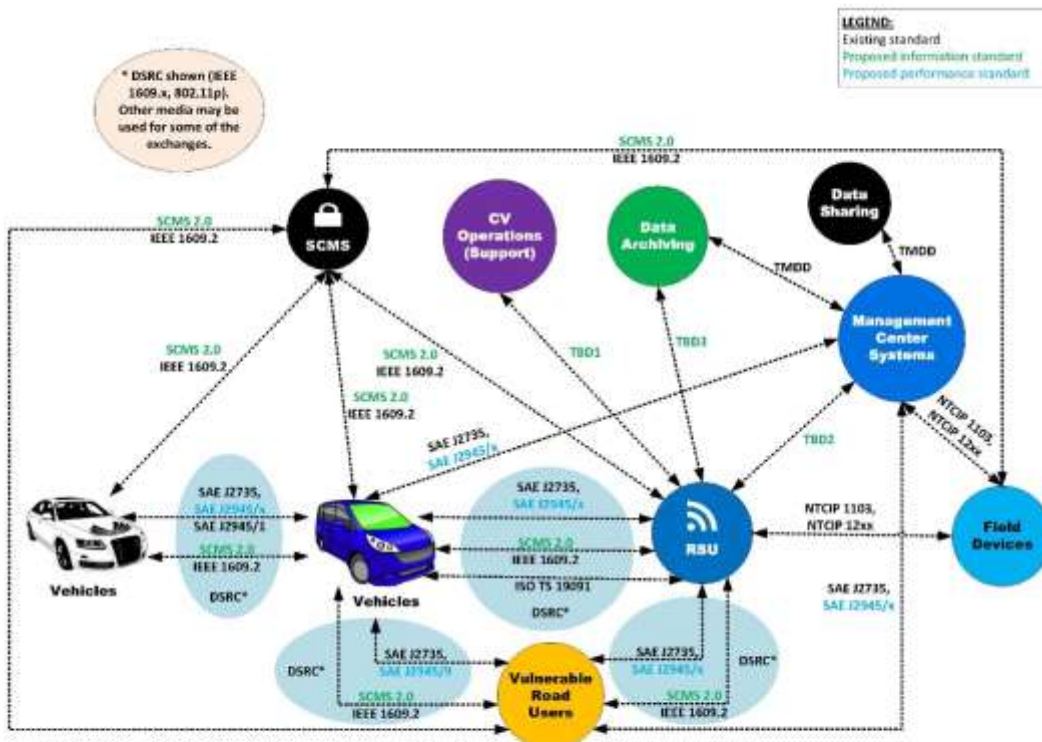 LEGEND:
Existing standard
Proposed information standard
Proposed performance standard
* DSRC shown (IEEE
1609.x, 802.11p).
Other media may be
used for some of the
exchanges.
SCMS 2.0
IEEE 1609.2
SCMS 2.0
IEEE 1609.2
SCMS
CV
Operations
(Support)
Data
Archiving
Data
Sharing
TMDD
TMDD
Management
Center
Systems
SCMS 2.0
IEEE 1609.2
SCMS 2.0
IEEE 1609.2
SCMS 2.0
IEEE 1609.2
TBD1
TBD3
TBD2
NTCIP 1103,
NTCIP 12xx
SAE J2735,
SAE J2945/x
SAE J2735,
SAE J2945/x
SAE J2945/1
SCMS 2.0
IEEE 1609.2
DSRC*
Vehicles
Vehicles
SAE J2735,
SAE J2945/x
SCMS 2.0
IEEE 1609.2
ISO TS 19091
DSRC*
RSU
NTCIP 1103,
NTCIP 12xx
Field
Devices
SAE J2735,
SAE J2945/x
DSRC*
SAE J2735,
SAE J2945/9
SCMS 2.0
IEEE 1609.2
Vulnerable
Road
Users
SAE J2735,
SAE J2945/x
DSRC*
SCMS 2.0
IEEE 1609.2